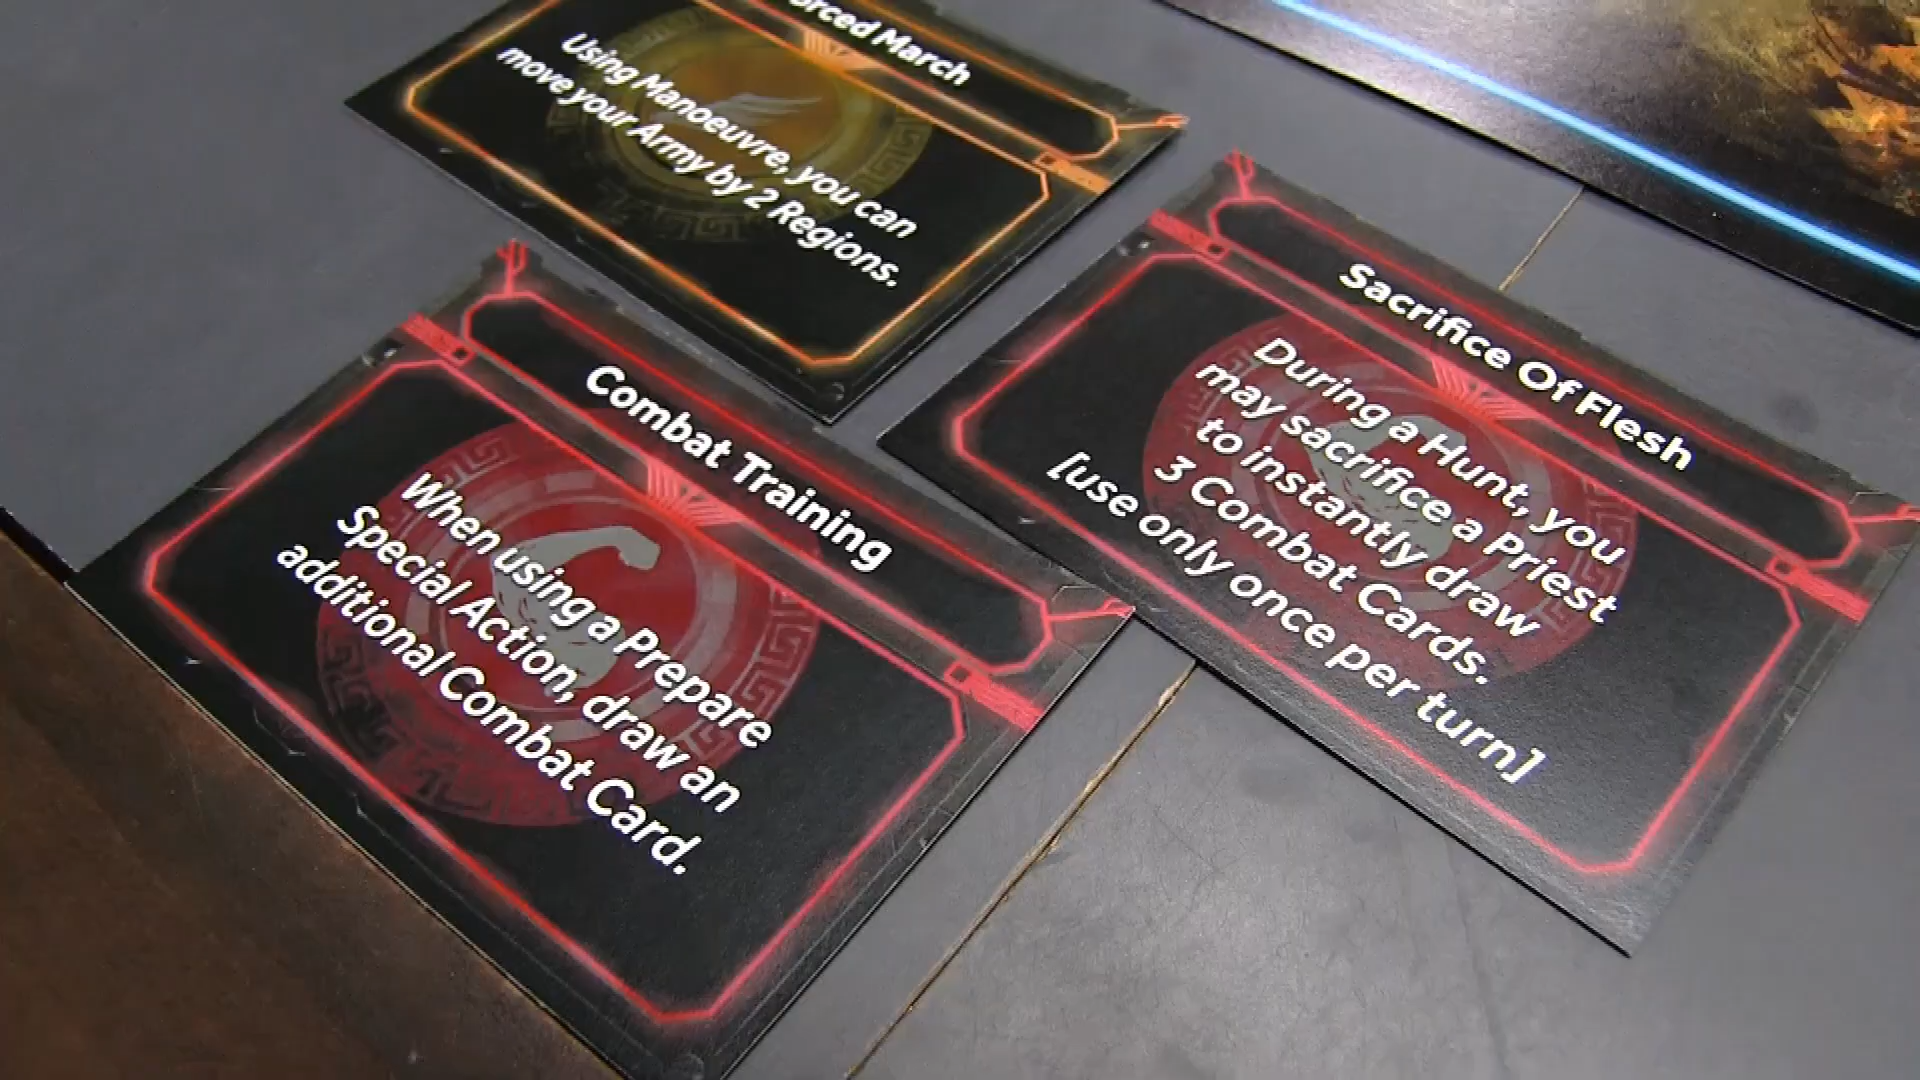 Forced March
Using Manoeuvre, you can
move your Army by 2 Regions.
Combat Training
When using a Prepare
Special Action, draw an
additional Combat Card.
Sacrifice Of Flesh
During a Hunt, you
may sacrifice a Priest
to instantly draw
3 Combat Cards.
[use only once per turn]